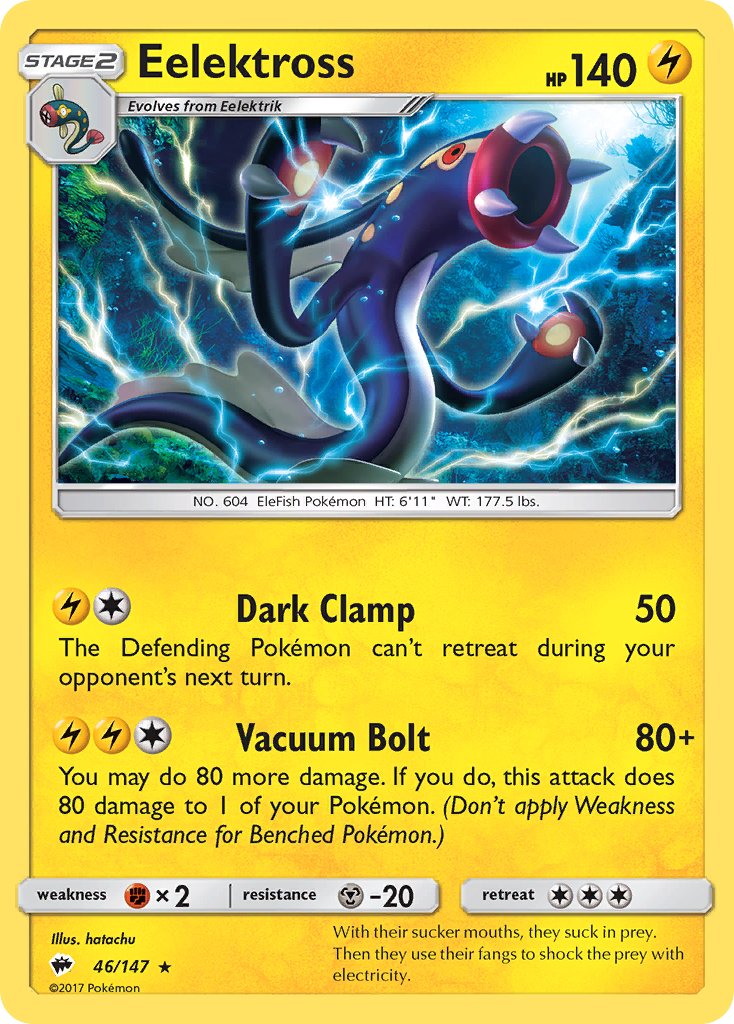 STAGE2 Eelektross HP 140
Evolves from Eelektrik
NO. 604 EleFish Pokémon HT: 6'11" WT: 177.5 lbs.
Dark Clamp 50
The Defending Pokémon can't retreat during your
opponent's next turn.
Vacuum Bolt 80+
You may do 80 more damage. If you do, this attack does
80 damage to 1 of your Pokémon. (Don't apply Weakness
and Resistance for Benched Pokémon.)
weakness ×2 resistance -20 retreat
Illus. hatachu
46/147 ★
©2017 Pokémon
With their sucker mouths, they suck in prey.
Then they use their fangs to shock the prey with
electricity.